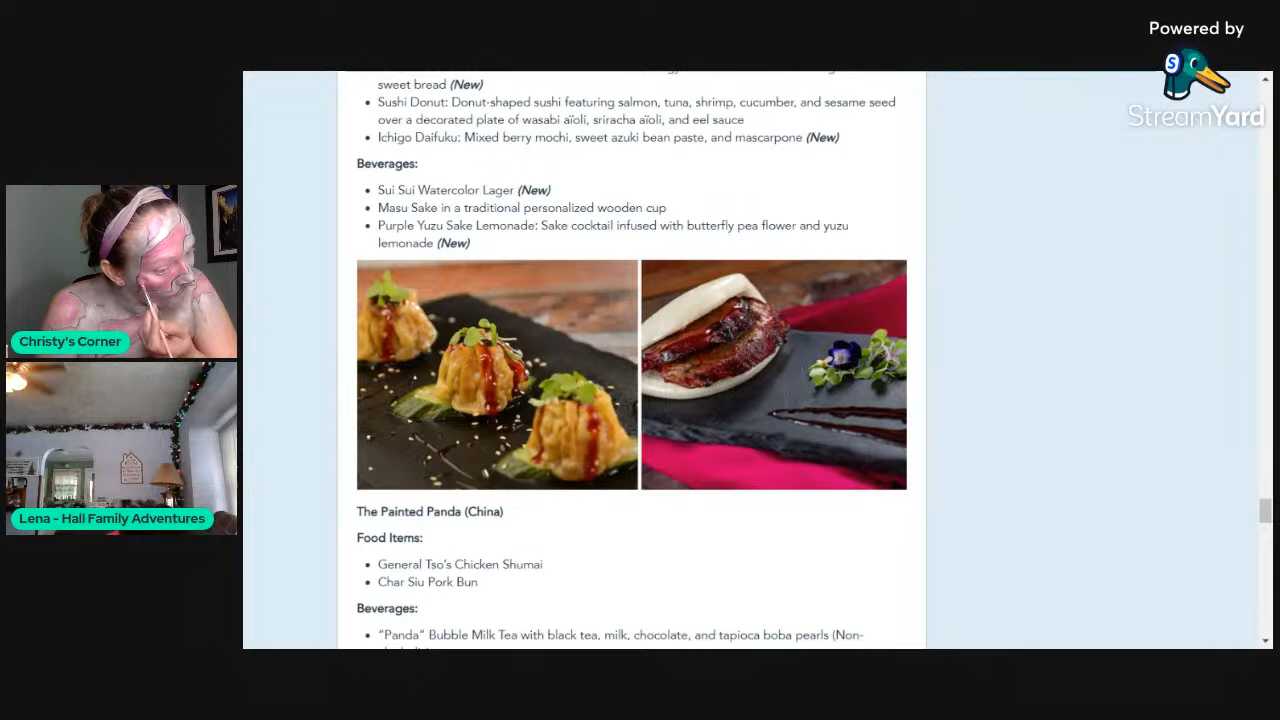 Powered by
StreamYard
sweet bread (New)
Sushi Donut: Donut-shaped sushi featuring salmon, tuna, shrimp, cucumber, and sesame seed
over a decorated plate of wasabi aïoli, sriracha aïoli, and eel sauce
Ichigo Daifuku: Mixed berry mochi, sweet azuki bean paste, and mascarpone (New)
Beverages:
Sui Sui Watercolor Lager (New)
Masu Sake in a traditional personalized wooden cup
Purple Yuzu Sake Lemonade: Sake cocktail infused with butterfly pea flower and yuzu
lemonade (New)
The Painted Panda (China)
Food Items:
General Tso's Chicken Shumai
Char Siu Pork Bun
Beverages:
"Panda" Bubble Milk Tea with black tea, milk, chocolate, and tapioca boba pearls (Non-
Christy's Corner
Lena - Hall Family Adventures